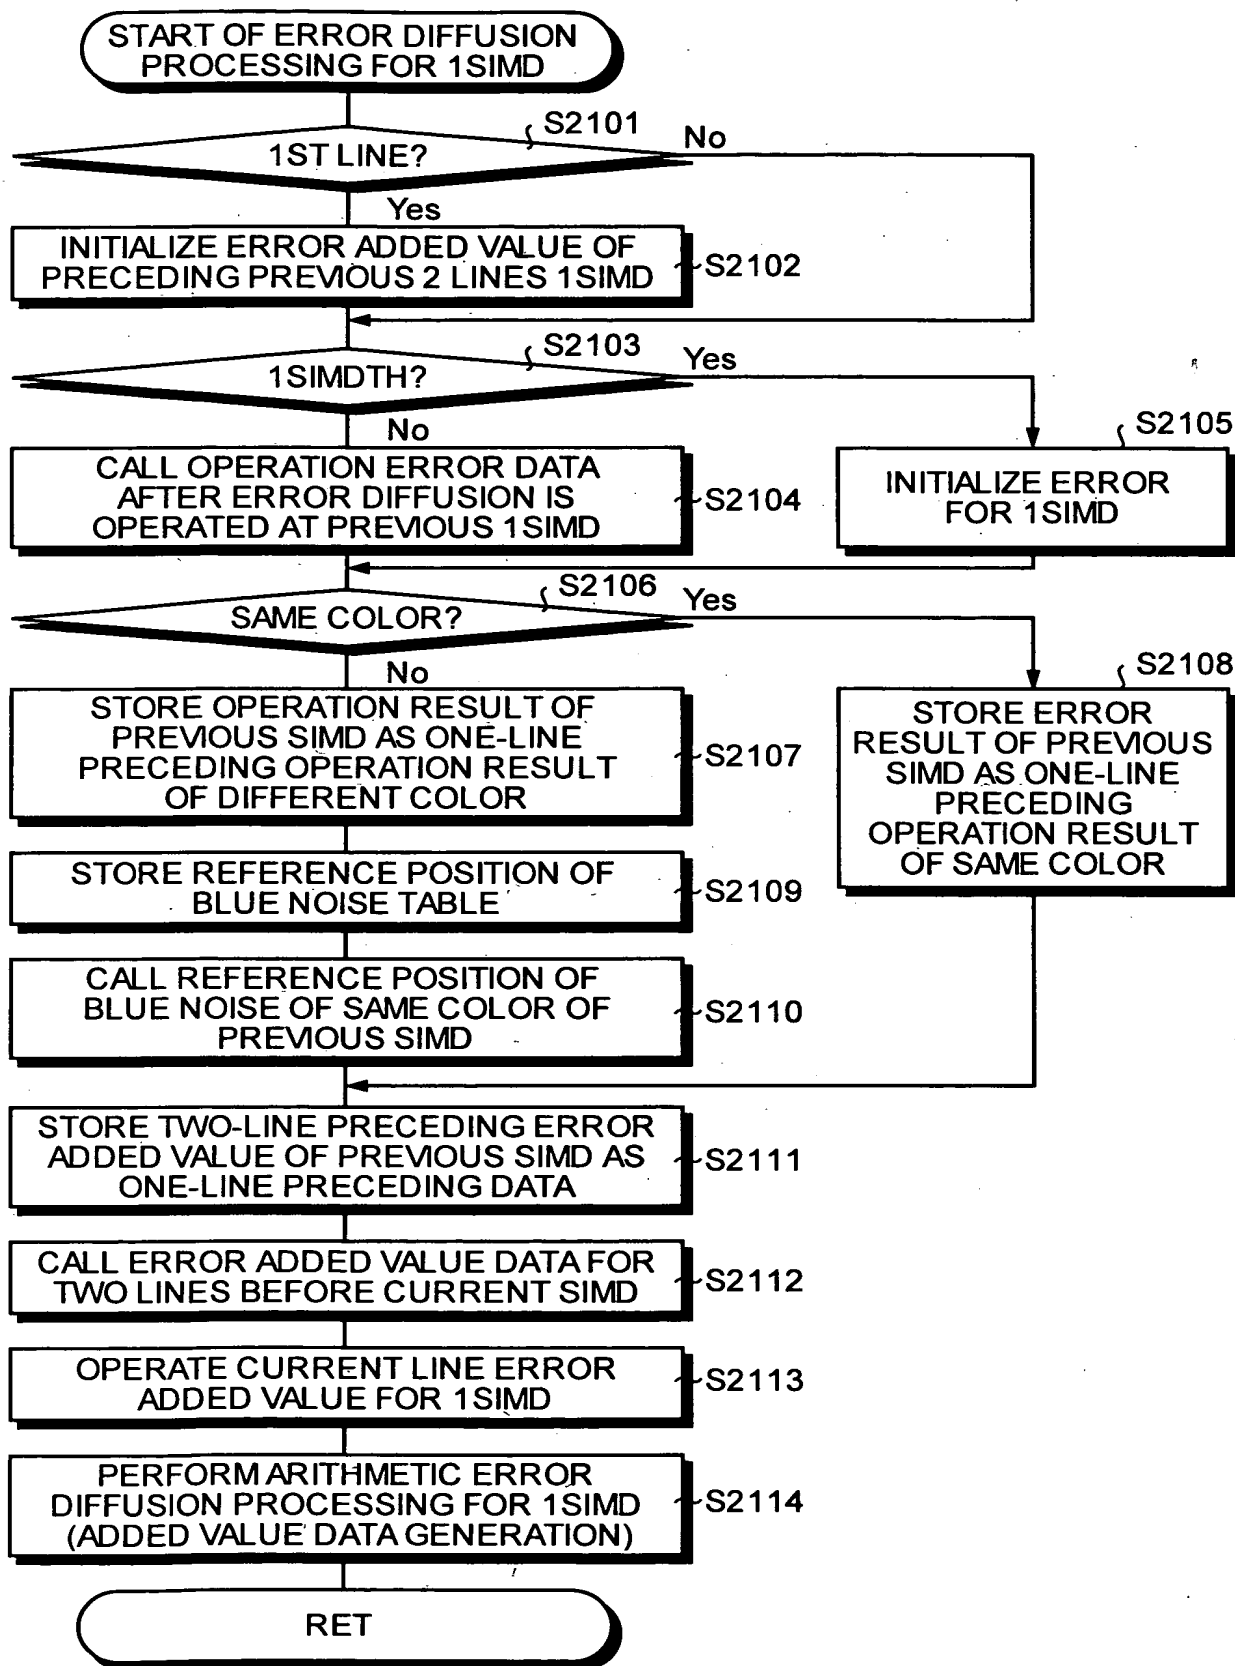 START OF ERROR DIFFUSION
PROCESSING FOR 1SIMD
S2101
1ST LINE?
No
Yes
INITIALIZE ERROR ADDED VALUE OF
PRECEDING PREVIOUS 2 LINES 1SIMD
S2102
S2103
1SIMDTH?
Yes
No
CALL OPERATION ERROR DATA
AFTER ERROR DIFFUSION IS
OPERATED AT PREVIOUS 1SIMD
S2104
S2105
INITIALIZE ERROR
FOR 1SIMD
S2106
SAME COLOR?
Yes
No
STORE OPERATION RESULT OF
PREVIOUS SIMD AS ONE-LINE
PRECEDING OPERATION RESULT
OF DIFFERENT COLOR
S2107
S2108
STORE ERROR
RESULT OF PREVIOUS
SIMD AS ONE-LINE
PRECEDING
OPERATION RESULT
OF SAME COLOR
STORE REFERENCE POSITION OF
BLUE NOISE TABLE
S2109
CALL REFERENCE POSITION OF
BLUE NOISE OF SAME COLOR OF
PREVIOUS SIMD
S2110
STORE TWO-LINE PRECEDING ERROR
ADDED VALUE OF PREVIOUS SIMD AS
ONE-LINE PRECEDING DATA
S2111
CALL ERROR ADDED VALUE DATA FOR
TWO LINES BEFORE CURRENT SIMD
S2112
OPERATE CURRENT LINE ERROR
ADDED VALUE FOR 1SIMD
S2113
PERFORM ARITHMETIC ERROR
DIFFUSION PROCESSING FOR 1SIMD
(ADDED VALUE DATA GENERATION)
S2114
RET